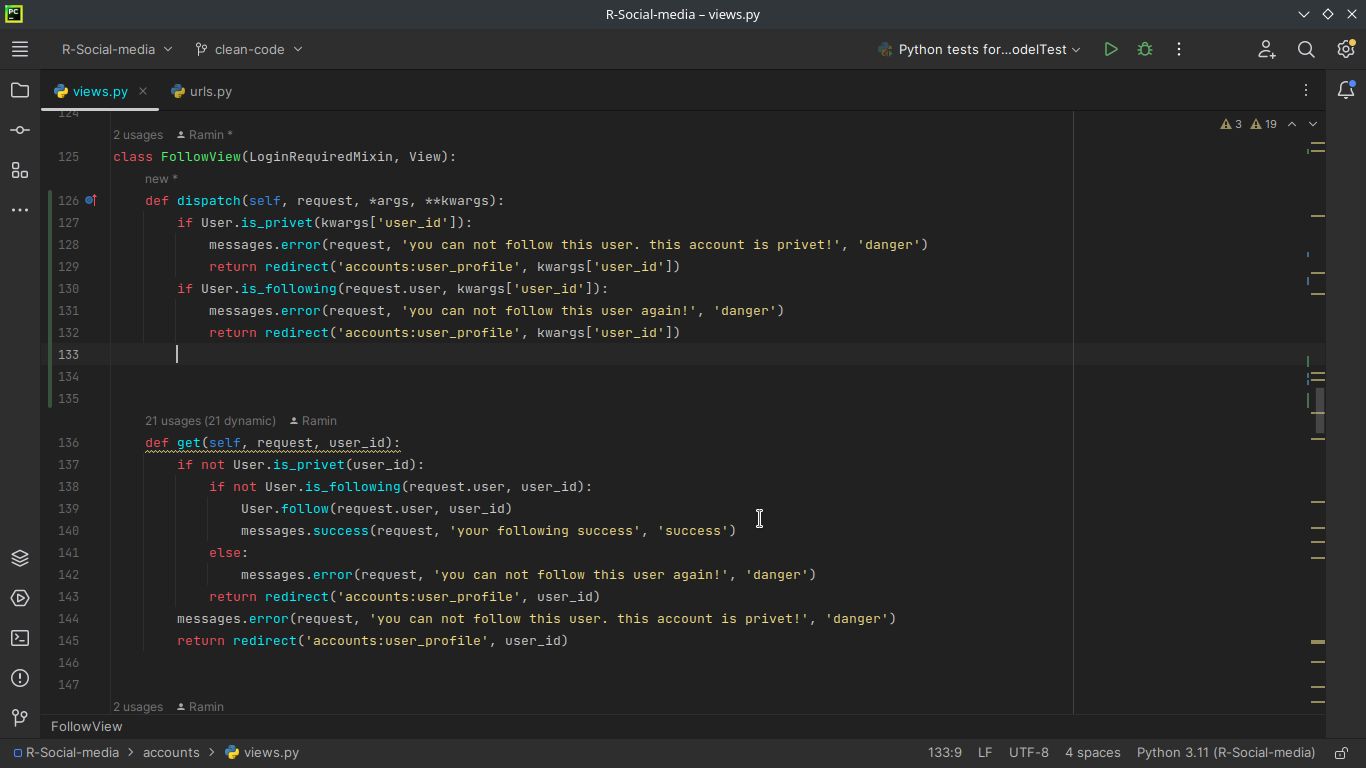 R-Social-media – views.py
R-Social-media
clean-code
Python tests for...odelTest
views.py
urls.py
3 19
124
2 usages Ramin *
125 class FollowView(LoginRequiredMixin, View):
new *
126 def dispatch(self, request, *args, **kwargs):
127 if User.is_privet(kwargs['user_id']):
128 messages.error(request, 'you can not follow this user. this account is privet!', 'danger')
129 return redirect('accounts:user_profile', kwargs['user_id'])
130 if User.is_following(request.user, kwargs['user_id']):
131 messages.error(request, 'you can not follow this user again!', 'danger')
132 return redirect('accounts:user_profile', kwargs['user_id'])
133
134
135
21 usages (21 dynamic) Ramin
136 def get(self, request, user_id):
137 if not User.is_privet(user_id):
138 if not User.is_following(request.user, user_id):
139 User.follow(request.user, user_id)
140 messages.success(request, 'your following success', 'success')
141 else:
142 messages.error(request, 'you can not follow this user again!', 'danger')
143 return redirect('accounts:user_profile', user_id)
144 messages.error(request, 'you can not follow this user. this account is privet!', 'danger')
145 return redirect('accounts:user_profile', user_id)
146
147
2 usages Ramin
FollowView
R-Social-media > accounts > views.py 133:9 LF UTF-8 4 spaces Python 3.11 (R-Social-media)